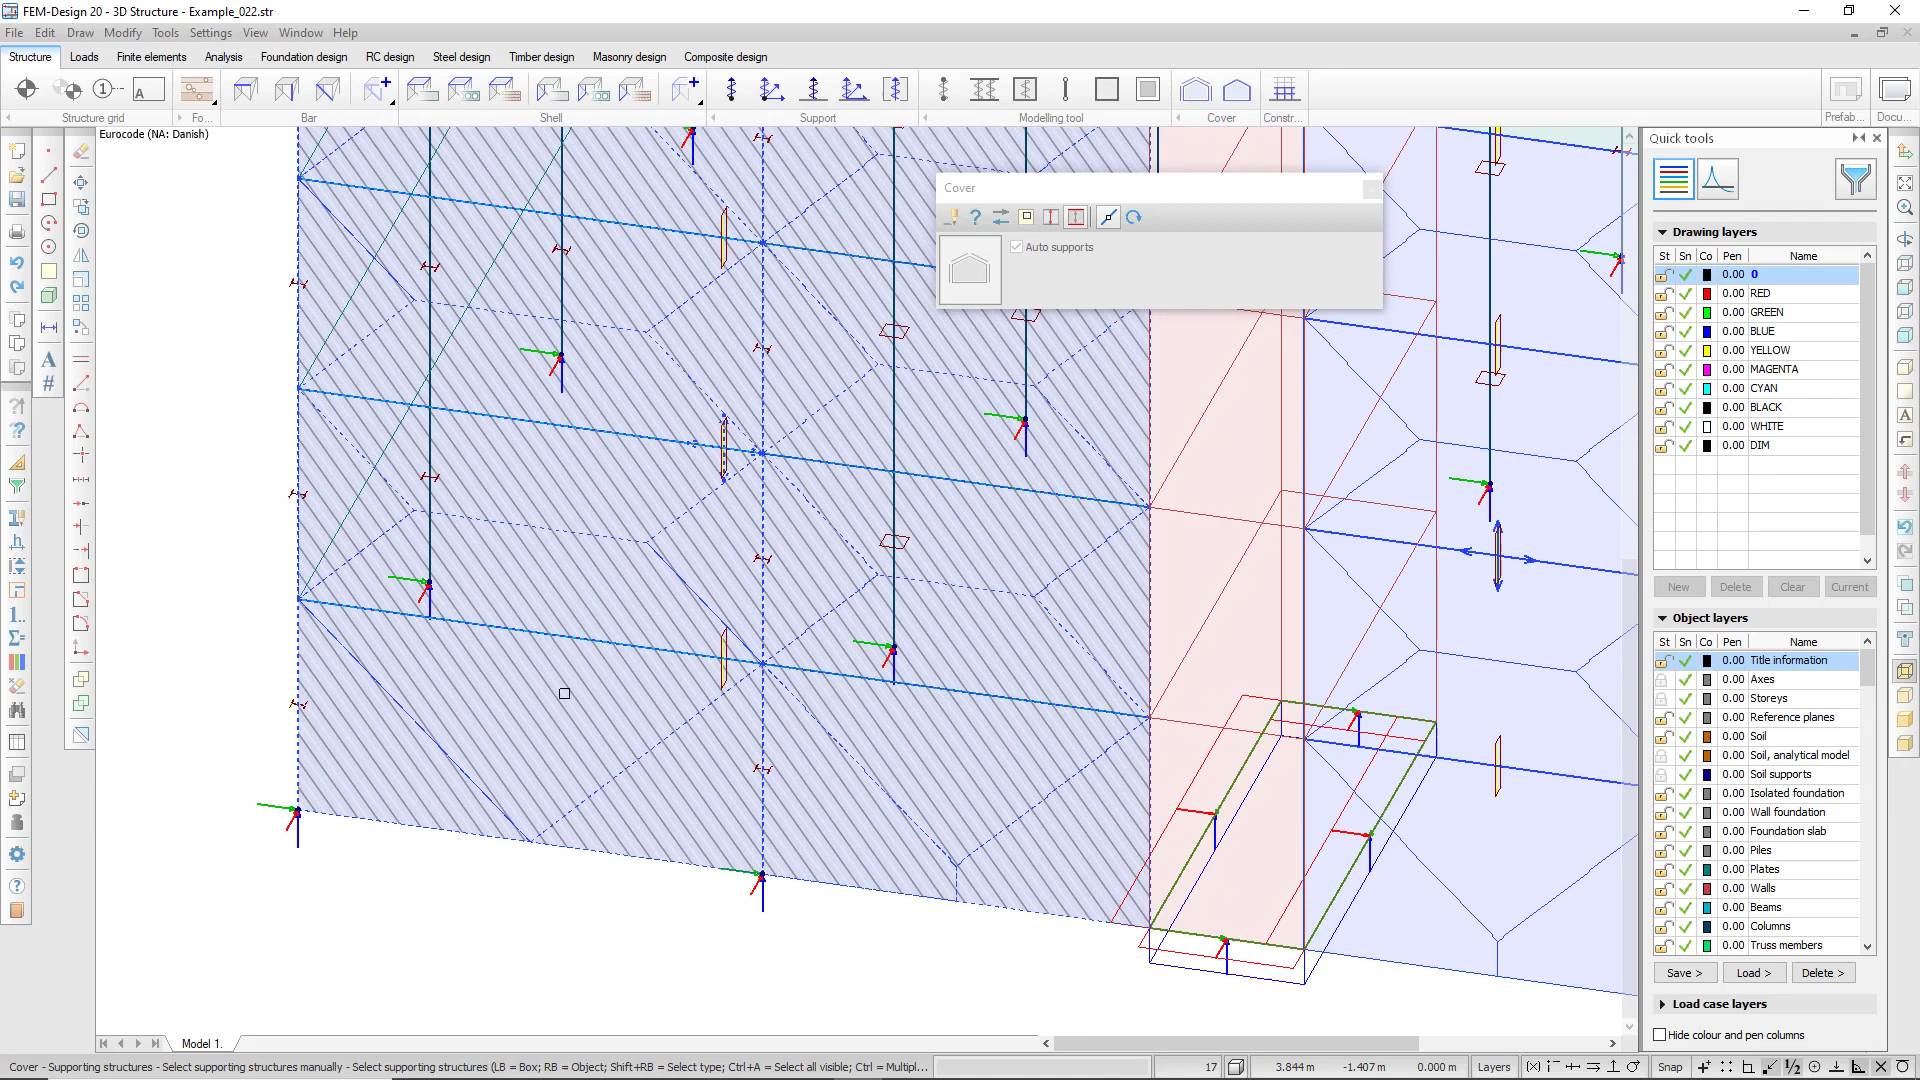 FEM-Design 20 - 3D Structure - Example_022.str
File Edit Draw Modify Tools Settings View Window Help
Structure Loads Finite elements Analysis Foundation design RC design Steel design Timber design Masonry design Composite design
Structure grid Fo... Bar Shell Support Modelling tool Cover Constr... Prefab... Docu...
Eurocode (NA: Danish)
Cover
Auto supports
Quick tools
Drawing layers
St Sn Co Pen Name
0.00 0
0.00 RED
0.00 GREEN
0.00 BLUE
0.00 YELLOW
0.00 MAGENTA
0.00 CYAN
0.00 BLACK
0.00 WHITE
0.00 DIM
New Delete Clear Current
Object layers
St Sn Co Pen Name
0.00 Title information
0.00 Axes
0.00 Storeys
0.00 Reference planes
0.00 Soil
0.00 Soil, analytical model
0.00 Soil supports
0.00 Isolated foundation
0.00 Wall foundation
0.00 Foundation slab
0.00 Piles
0.00 Plates
0.00 Walls
0.00 Beams
0.00 Columns
0.00 Truss members
Save > Load > Delete >
Load case layers
Hide colour and pen columns
Model 1.
Cover - Supporting structures - Select supporting structures manually - Select supporting structures (LB = Box; RB = Object; Shift+RB = Select type; Ctrl+A = Select all visible; Ctrl = Multipl...
17 3.844 m -1.407 m 0.000 m Layers Snap